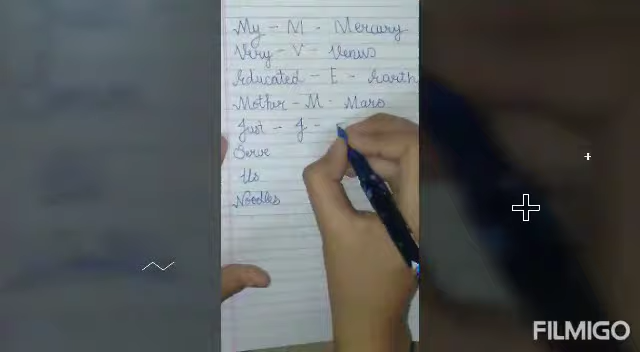 My - M - Mercury
Very - V - Venus
Educated - E - Earth
Mother - M - Mars
Just - J -
Serve
Us
Noodles
FILMIGO